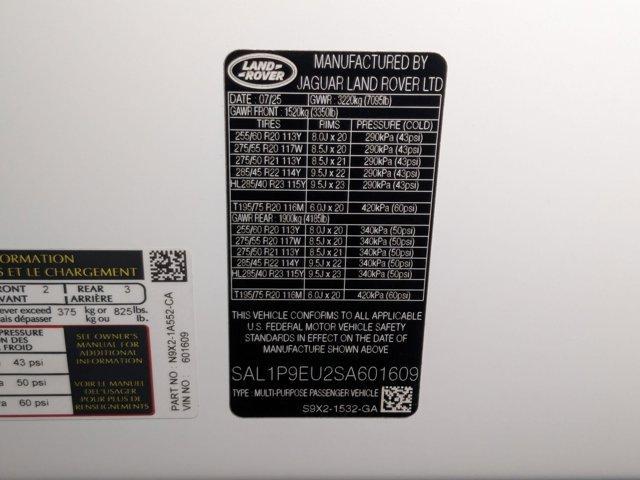 FORMATION
S ET LE CHARGEMENT
RONT 2 REAR 3
VANT ARRIÈRE
ever exceed 375 kg or 825 lbs.
ais dépasser kg ou lb.
PRESSURE
ON DES
FROID
43 psi
50 psi
60 psi
SEE OWNER'S
MANUAL FOR
ADDITIONAL
INFORMATION
VOIR LE MANUEL
DE L'USAGER
POUR PLUS DE
RENSEIGNEMENTS
PART NO N9X2-1A552-CA
VIN NO: 601609
LAND-
ROVER
MANUFACTURED BY
JAGUAR LAND ROVER LTD
DATE : 07/25 GVWR: 3220kg (7095lb)
GAWR FRONT : 1520kg (3350lb)
TIRES RIMS PRESSURE (COLD)
255/60 R20 113Y 8.0J x 20 290kPa (43psi)
275/55 R20 117W 8.5J x 20 290kPa (43psi)
275/50 R21 113Y 8.5J x 21 290kPa (43psi)
285/45 R22 114Y 9.5J x 22 290kPa (43psi)
HL285/40 R23 115Y 9.5J x 23 290kPa (43psi)
T195/75 R20 116M 6.0J x 20 420kPa (60psi)
GAWR REAR : 1900kg (4185lb)
255/60 R20 113Y 8.0J x 20 340kPa (50psi)
275/55 R20 117W 8.5J x 20 340kPa (50psi)
275/50 R21 113Y 8.5J x 21 340kPa (50psi)
285/45 R22 114Y 9.5J x 22 340kPa (50psi)
HL285/40 R23 115Y 9.5J x 23 340kPa (50psi)
T195/75 R20 116M 6.0J x 20 420kPa (60psi)
THIS VEHICLE CONFORMS TO ALL APPLICABLE
U.S. FEDERAL MOTOR VEHICLE SAFETY
STANDARDS IN EFFECT ON THE DATE OF
MANUFACTURE SHOWN ABOVE.
SAL1P9EU2SA601609
TYPE : MULTI-PURPOSE PASSENGER VEHICLE
S9X2-1532-GA